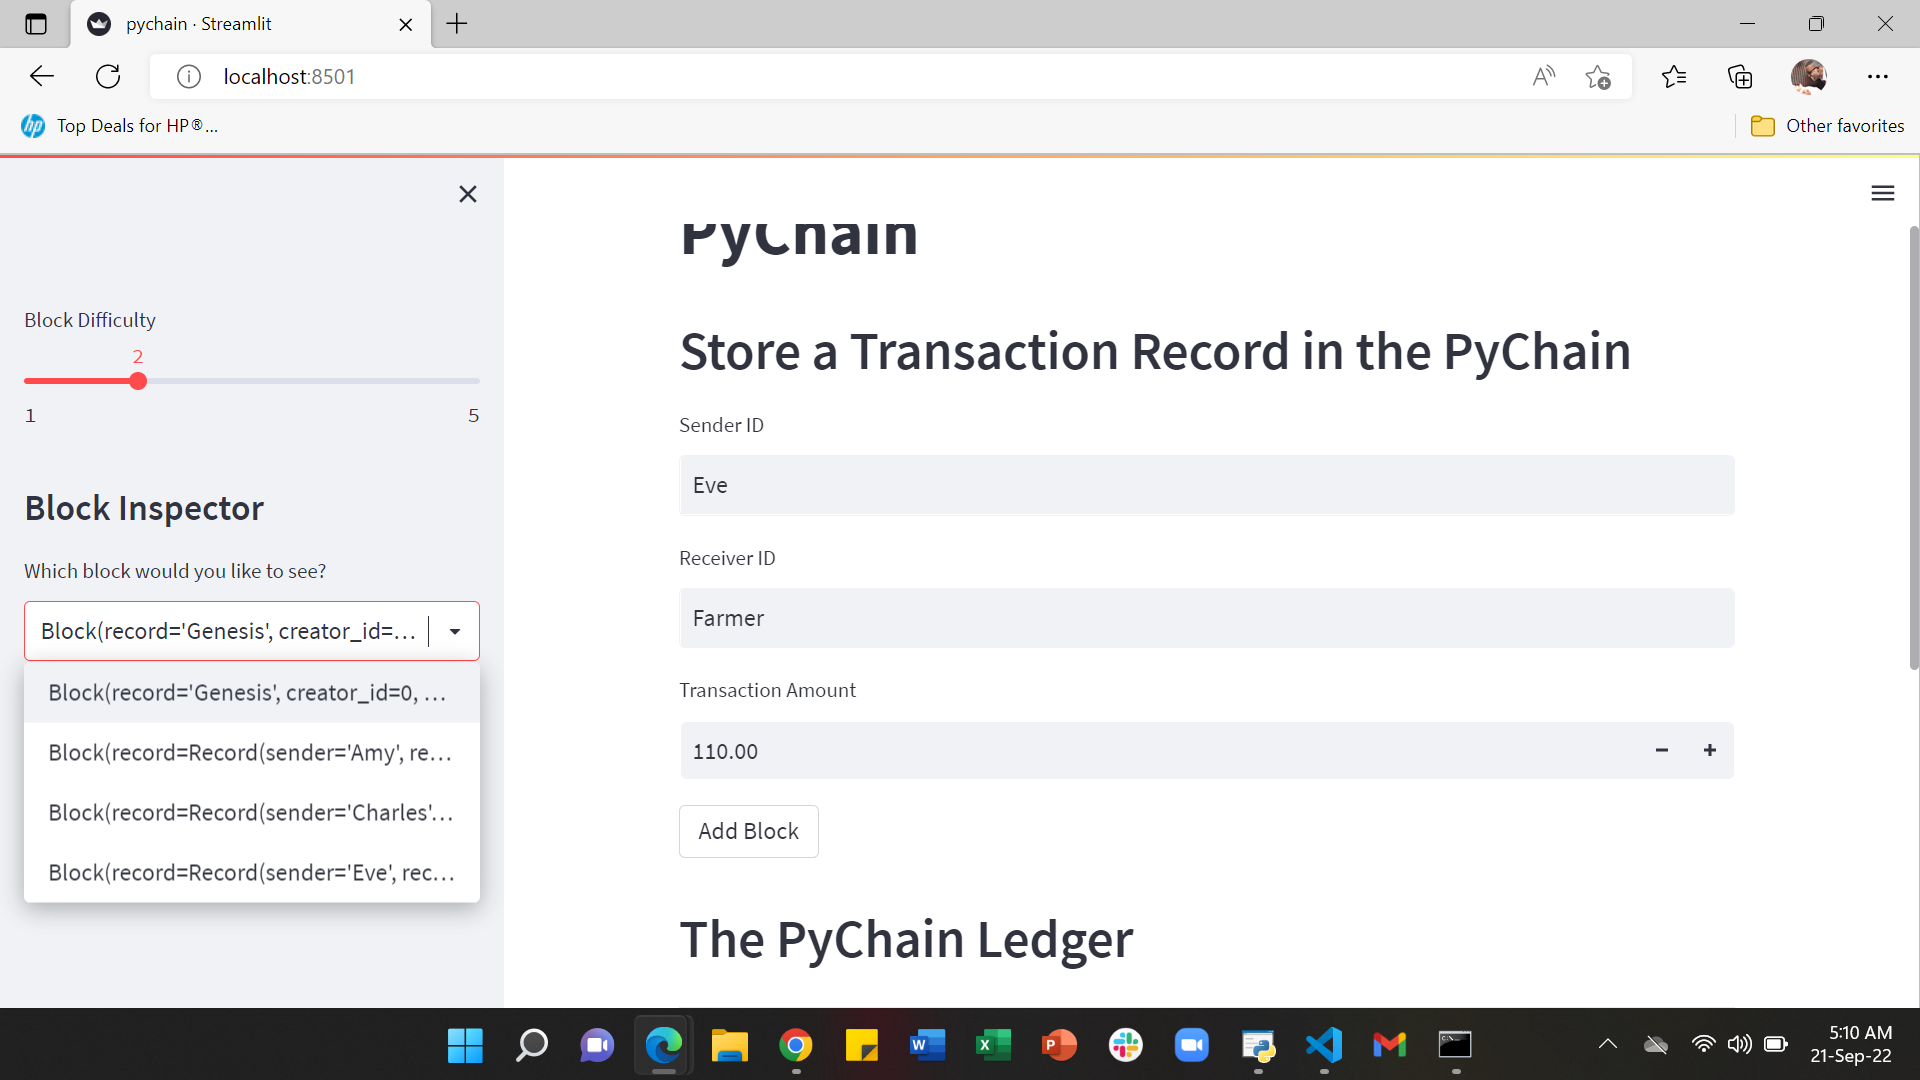 pychain · Streamlit
localhost:8501
Top Deals for HP®...
Other favorites
Block Difficulty
2
1
5
Block Inspector
Which block would you like to see?
Block(record='Genesis', creator_id=...
Block(record='Genesis', creator_id=0, ...
Block(record=Record(sender='Amy', re...
Block(record=Record(sender='Charles'...
Block(record=Record(sender='Eve', rec...
PyChain
Store a Transaction Record in the PyChain
Sender ID
Eve
Receiver ID
Farmer
Transaction Amount
110.00
Add Block
The PyChain Ledger
5:10 AM
21-Sep-22